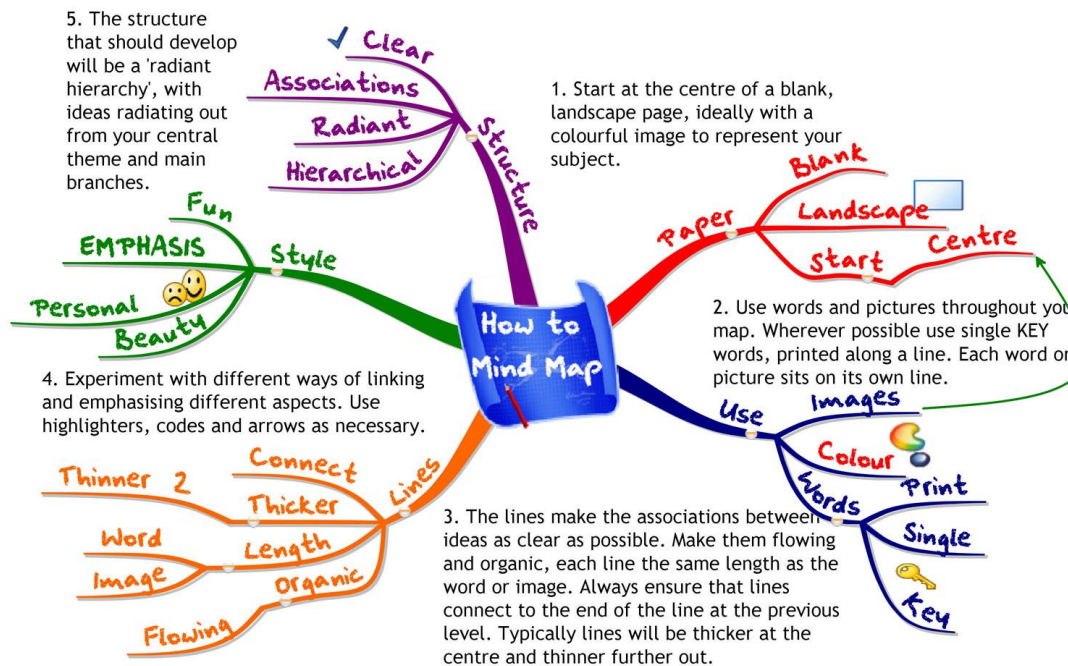 How to
Mind Map
1. Start at the centre of a blank,
landscape page, ideally with a
colourful image to represent your
subject.
Paper
Blank
Landscape
Start
Centre
2. Use words and pictures throughout you
map. Wherever possible use single KEY
words, printed along a line. Each word or
picture sits on its own line.
Use
Images
Colour
Words
Print
Single
Key
3. The lines make the associations between
ideas as clear as possible. Make them flowing
and organic, each line the same length as the
word or image. Always ensure that lines
connect to the end of the line at the previous
level. Typically lines will be thicker at the
centre and thinner further out.
Lines
Connect
Thicker
Thinner 2
Length
Word
Image
Organic
Flowing
4. Experiment with different ways of linking
and emphasising different aspects. Use
highlighters, codes and arrows as necessary.
Style
Fun
EMPHASIS
Personal
Beauty
5. The structure
that should develop
will be a 'radiant
hierarchy', with
ideas radiating out
from your central
theme and main
branches.
Structure
Clear
Associations
Radiant
Hierarchical